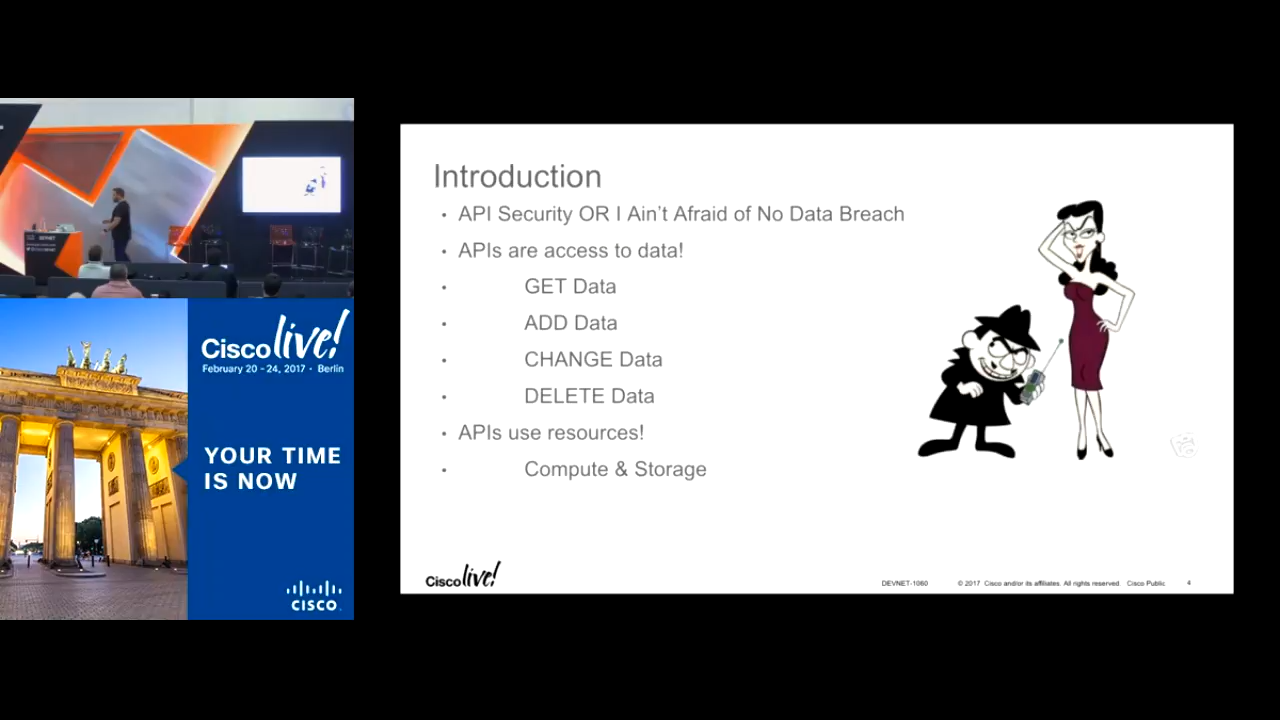 Introduction
• API Security OR I Ain't Afraid of No Data Breach
• APIs are access to data!
• GET Data
• ADD Data
• CHANGE Data
• DELETE Data
• APIs use resources!
• Compute & Storage
Cisco live!
DEVNET-1060 © 2017 Cisco and/or its affiliates. All rights reserved. Cisco Public 4
Cisco live!
February 20 - 24, 2017 • Berlin
YOUR TIME
IS NOW
CISCO